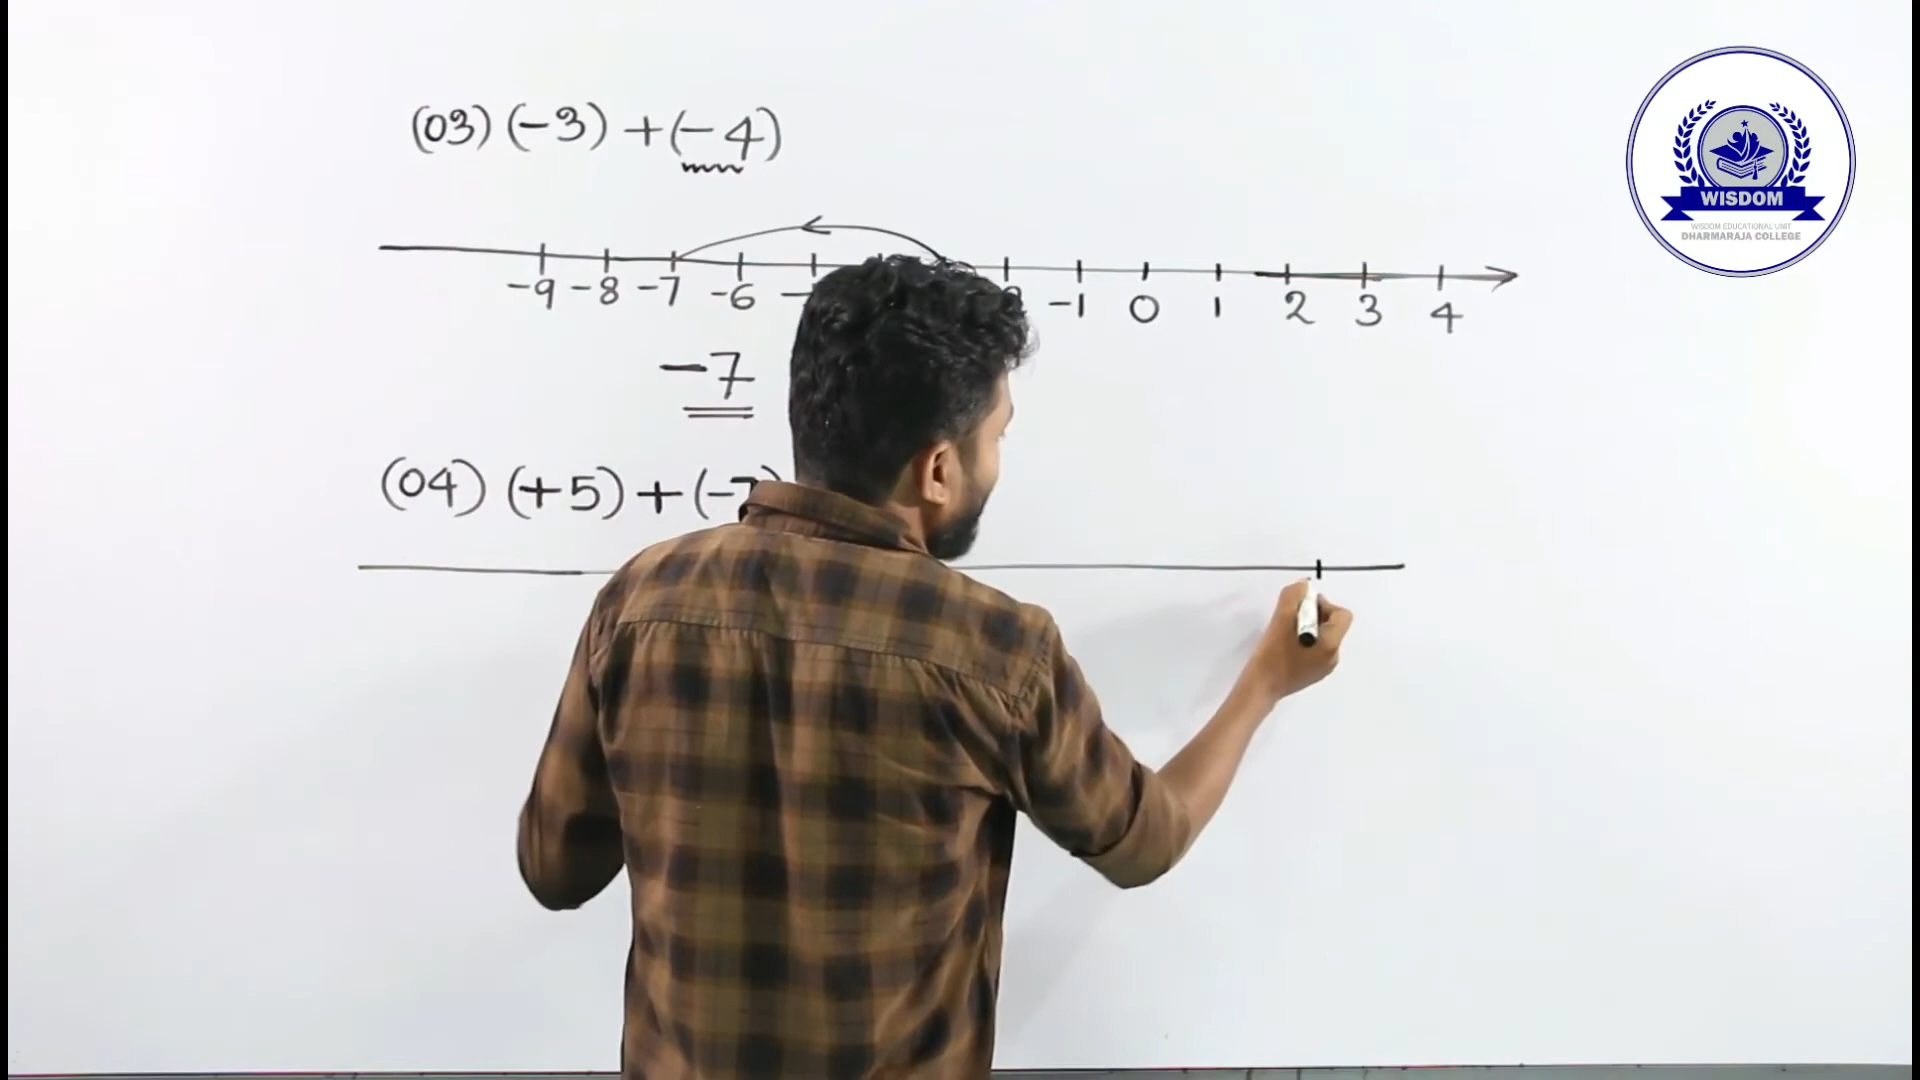 (03) (-3) + (-4)
-9 -8 -7 -6 -1 0 1 2 3 4
-7
(04) (+5) + (-7)
WISDOM
WISDOM EDUCATIONAL UNIT
DHARMARAJA COLLEGE